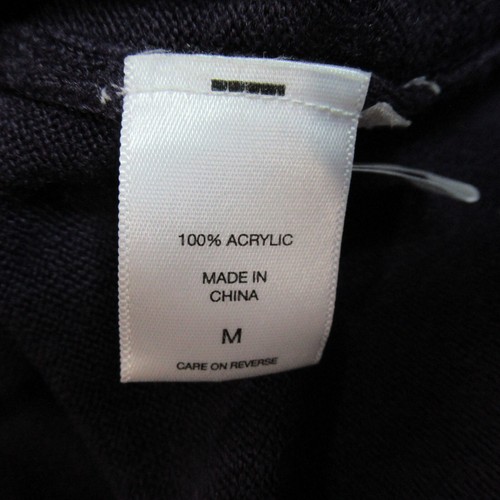 100% ACRYLIC
MADE IN
CHINA
M
CARE ON REVERSE